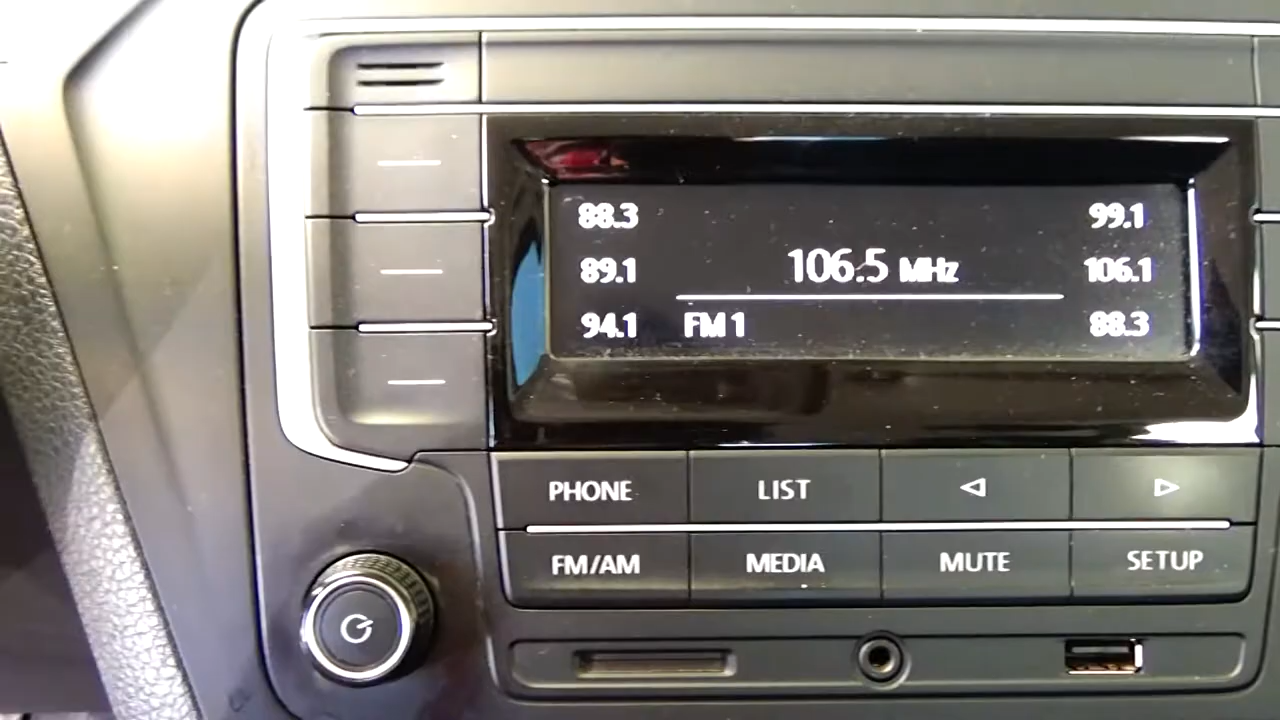 88.3 99.1
89.1 106.5 MHz 106.1
94.1 FM 1 88.3
PHONE LIST
FM/AM MEDIA MUTE SETUP